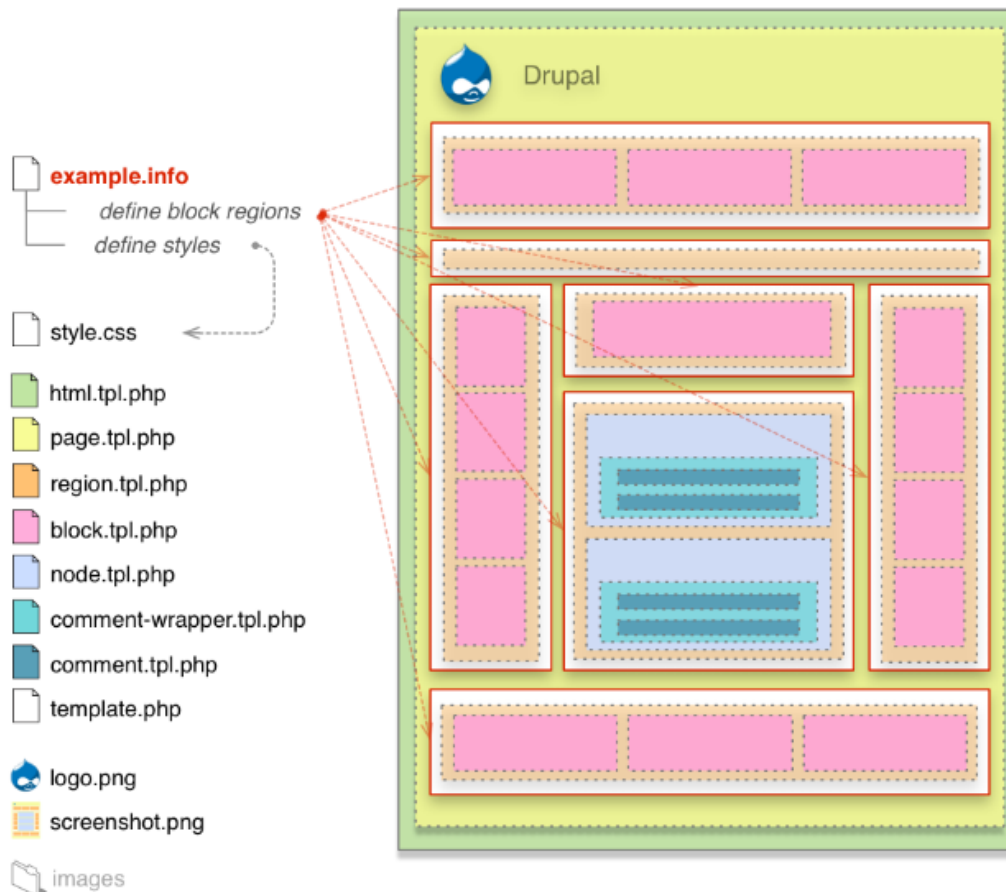 Drupal
example.info
define block regions
define styles
style.css
html.tpl.php
page.tpl.php
region.tpl.php
block.tpl.php
node.tpl.php
comment-wrapper.tpl.php
comment.tpl.php
template.php
logo.png
screenshot.png
images